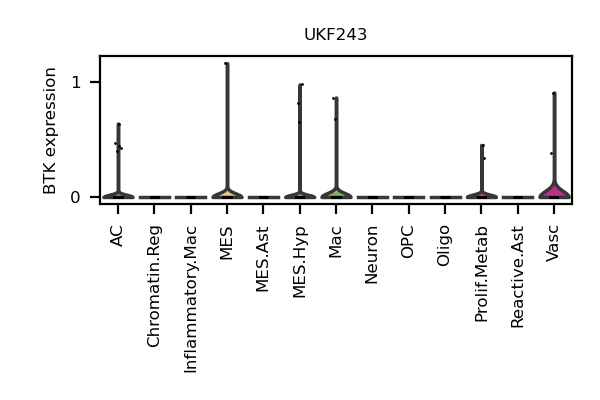 UKF243
BTK expression
1
0
AC
Chromatin.Reg
Inflammatory.Mac
MES
MES.Ast
MES.Hyp
Mac
Neuron
OPC
Oligo
Prolif.Metab
Reactive.Ast
Vasc